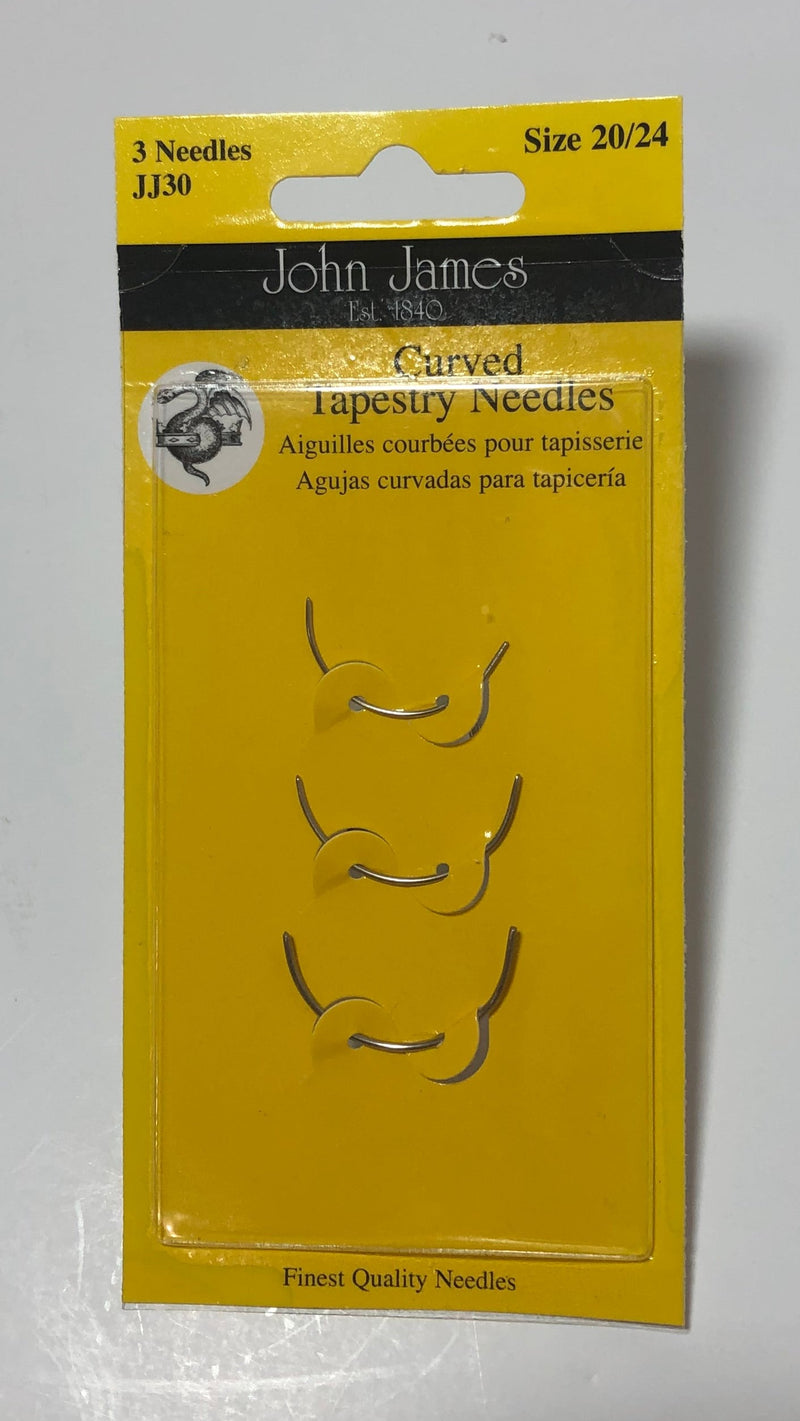 3 Needles
JJ30
Size 20/24
John James
Est. 1840
Curved
Tapestry Needles
Aiguilles courbées pour tapisserie
Agujas curvadas para tapicería
Finest Quality Needles